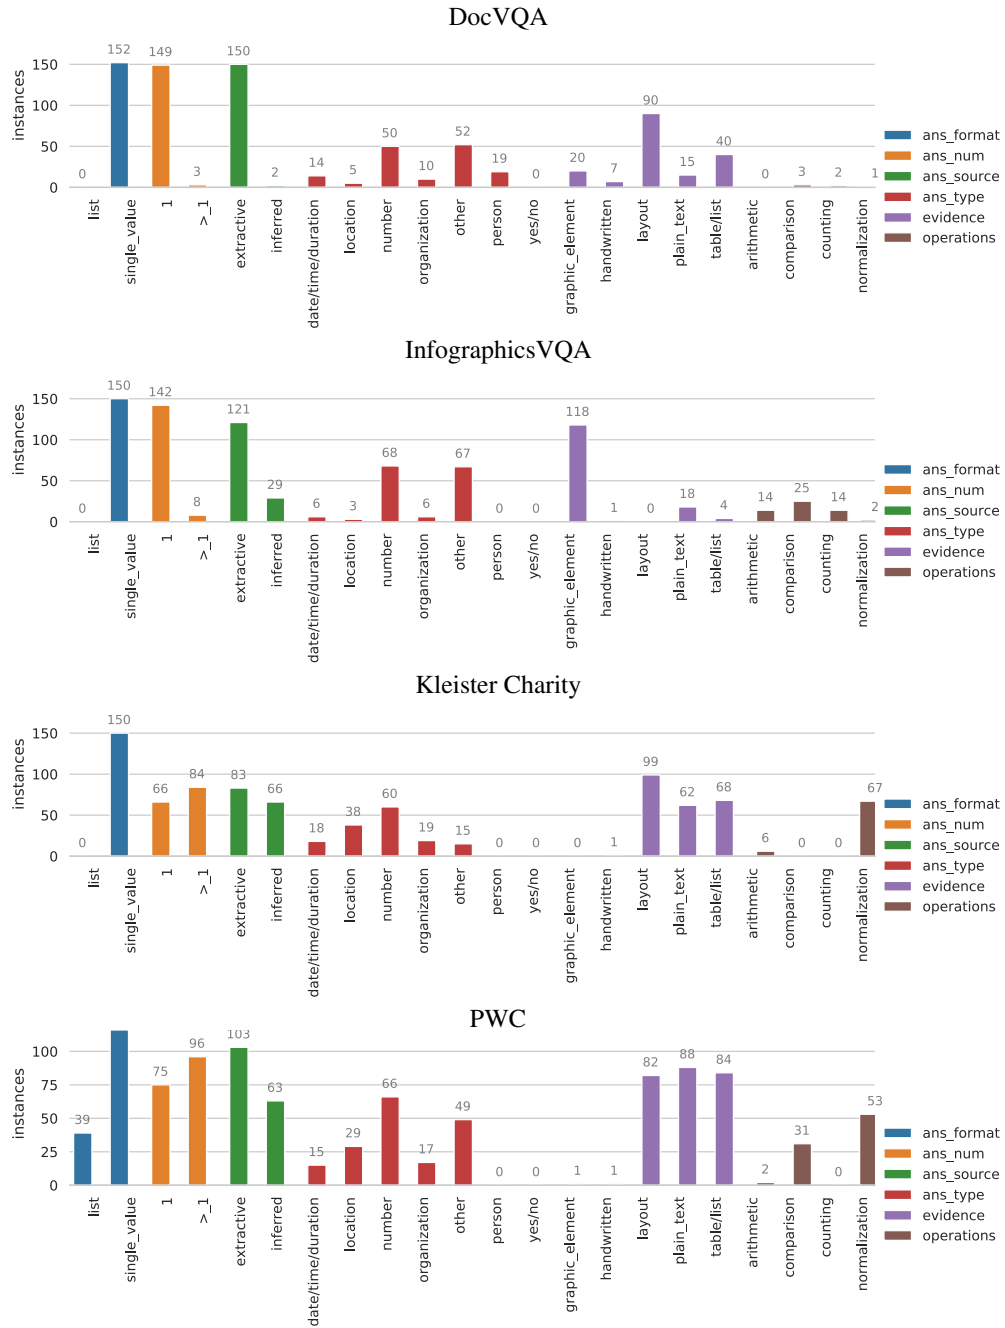 DocVQA
instances
150
100
50
0
0 152 149 3 150 2 14 5 50 10 52 19 0 20 7 90 15 40 0 3 2 1
list single_value 1 >_1 extractive inferred date/time/duration location number organization other person yes/no graphic_element handwritten layout plain_text table/list arithmetic comparison counting normalization
ans_format
ans_num
ans_source
ans_type
evidence
operations
InfographicsVQA
instances
150
100
50
0
0 150 142 8 121 29 6 3 68 6 67 0 0 118 1 0 18 4 14 25 14 2
list single_value 1 >_1 extractive inferred date/time/duration location number organization other person yes/no graphic_element handwritten layout plain_text table/list arithmetic comparison counting normalization
ans_format
ans_num
ans_source
ans_type
evidence
operations
Kleister Charity
instances
150
100
50
0
0 150 66 84 83 66 18 38 60 19 15 0 0 0 1 99 62 68 6 0 0 67
list single_value 1 >_1 extractive inferred date/time/duration location number organization other person yes/no graphic_element handwritten layout plain_text table/list arithmetic comparison counting normalization
ans_format
ans_num
ans_source
ans_type
evidence
operations
PWC
instances
100
75
50
25
0
39 75 96 103 63 15 29 66 17 49 0 0 1 1 82 88 84 2 31 0 53
list single_value 1 >_1 extractive inferred date/time/duration location number organization other person yes/no graphic_element handwritten layout plain_text table/list arithmetic comparison counting normalization
ans_format
ans_num
ans_source
ans_type
evidence
operations